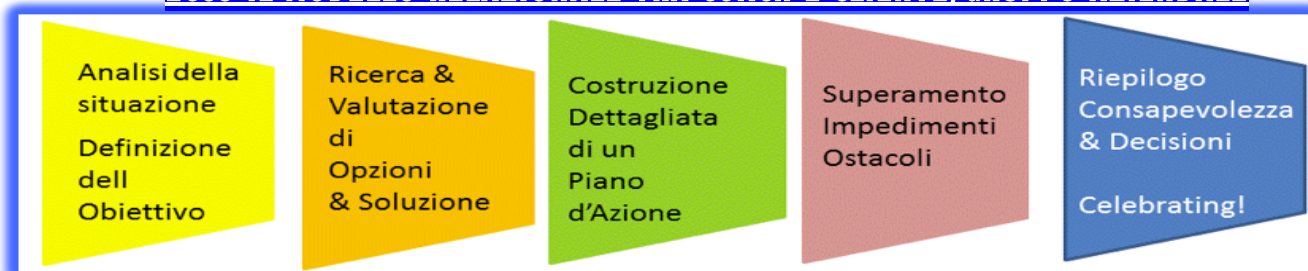 Analisi della
situazione
Definizione
dell
Obiettivo
Ricerca &
Valutazione
di
Opzioni
& Soluzione
Costruzione
Dettagliata
di un
Piano
d’Azione
Superamento
Impedimenti
Ostacoli
Riepilogo
Consapevolezza
& Decisioni
Celebrating!